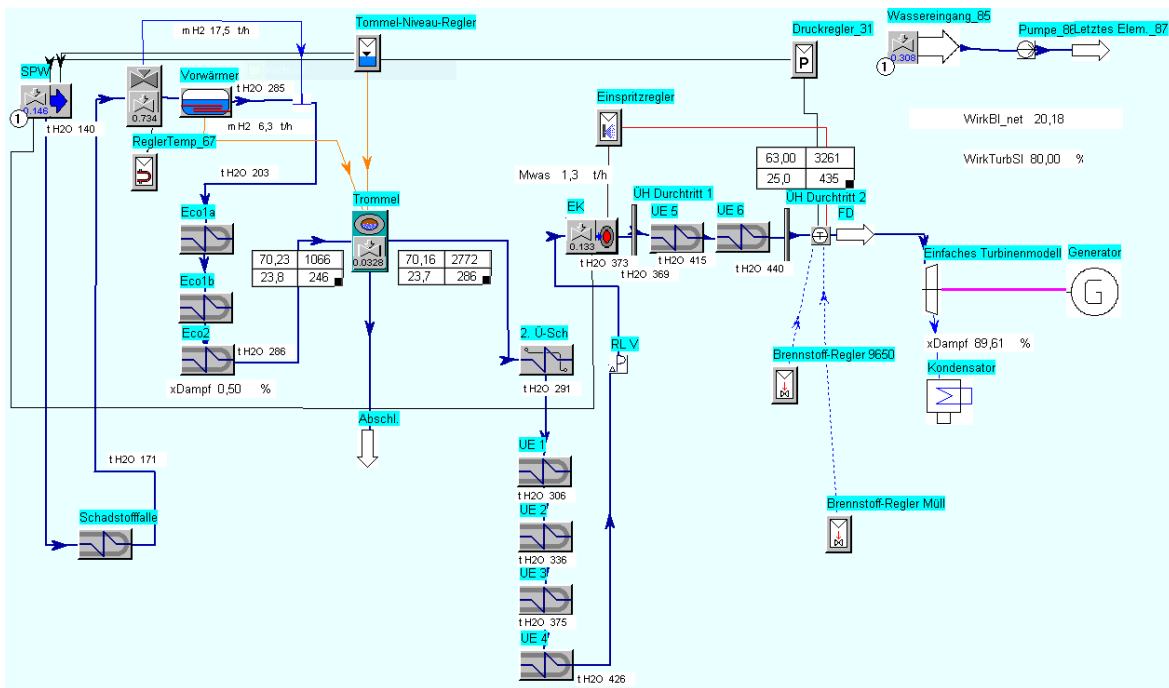 m H2 17,5 t/h
Tommel-Niveau-Regler
Druckregler_31
P
Wassereingang_85
0.308
1
Pumpe_86
Letztes Elem._87
SPW
0.146
1
t H2O 140
0.734
Vorwärmer
t H2O 285
m H2 6,3 t/h
ReglerTemp_67
t H2O 203
Einspritzregler
WirkBl_net 20,18
WirkTurbSl 80,00 %
63,00 3261
25,0 435
Mwas 1,3 t/h
Eco1a
Trommel
0.0328
EK
0.133
t H2O 373
t H2O 369
ÜH Durchtritt 1
UE 5
t H2O 415
UE 6
t H2O 440
ÜH Durchtritt 2
T
FD
70,23 1066
23,8 246
70,16 2772
23,7 286
Einfaches Turbinenmodell
Generator
G
Eco1b
Eco2
t H2O 286
xDampf 0,50 %
2. Ü-Sch
t H2O 291
RL V
Brennstoff-Regler 9650
xDampf 89,61 %
Kondensator
Abschl.
UE 1
t H2O 306
t H2O 171
Schadstofffalle
UE 2
t H2O 336
Brennstoff-Regler Müll
UE 3
t H2O 375
UE 4
t H2O 426